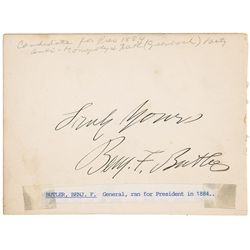 Candidate for Pres 1884
Anti-Monopoly & Natl (Greenback) Party
Truly Yours
Benj. F. Butler
BUTLER, BENJ. F. General, ran for President in 1884.